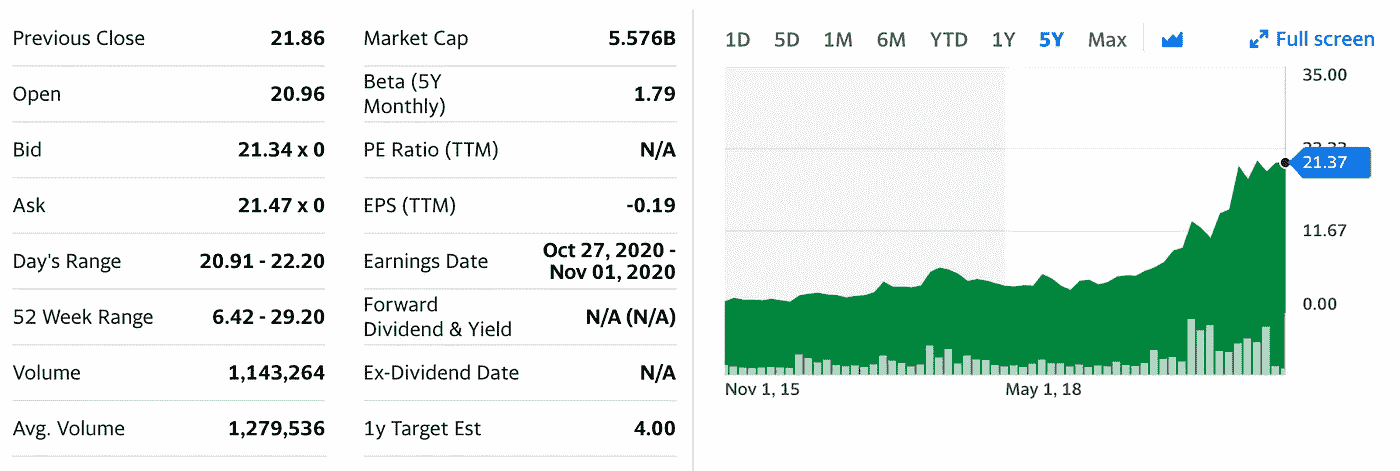 Previous Close 21.86
Open 20.96
Bid 21.34 x 0
Ask 21.47 x 0
Day's Range 20.91 - 22.20
52 Week Range 6.42 - 29.20
Volume 1,143,264
Avg. Volume 1,279,536
Market Cap 5.576B
Beta (5Y
Monthly) 1.79
PE Ratio (TTM) N/A
EPS (TTM) -0.19
Earnings Date Oct 27, 2020 -
Nov 01, 2020
Forward
Dividend & Yield N/A (N/A)
Ex-Dividend Date N/A
1y Target Est 4.00
1D 5D 1M 6M YTD 1Y 5Y Max Full screen
35.00
21.37
11.67
0.00
Nov 1, 15 May 1, 18